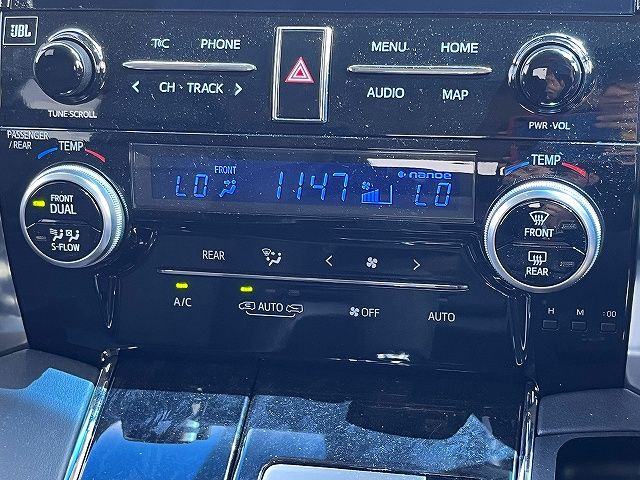 JBL
T&C PHONE
CH · TRACK
TUNE·SCROLL
MENU HOME
AUDIO MAP
PWR·VOL
PASSENGER
/ REAR
TEMP
FRONT
DUAL
S-FLOW
LO FRONT 11:47 nanoe LO
TEMP
FRONT
REAR
REAR
A/C AUTO OFF AUTO
H M :00